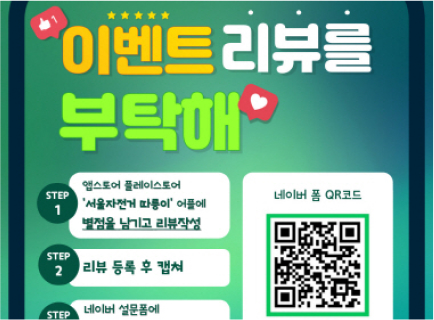 1
이벤트 리뷰를
부탁해
STEP
1
앱스토어 플레이스토어
'서울자전거 따릉이' 어플에
별점을 남기고 리뷰작성
STEP
2
리뷰 등록 후 캡쳐
STEP
네이버 설문폼에
네이버 폼 QR코드